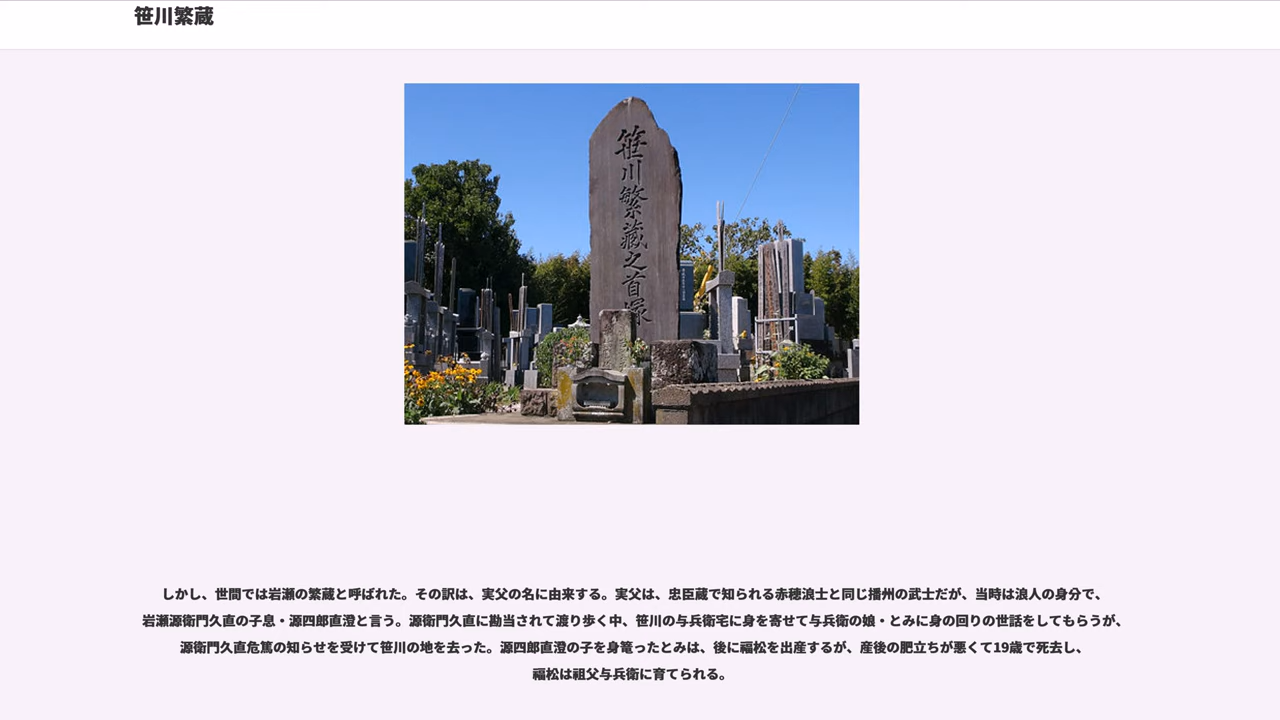 笹川繁蔵
笹川繁蔵之首塚
しかし、世間では岩瀬の繁蔵と呼ばれた。その訳は、実父の名に由来する。実父は、忠臣蔵で知られる赤穂浪士と同じ播州の武士だが、当時は浪人の身分で、
岩瀬源衛門久直の子息・源四郎直澄と言う。源衛門久直に勘当されて渡り歩く中、笹川の与兵衛宅に身を寄せて与兵衛の娘・とみに身の回りの世話をしてもらうが、
源衛門久直危篤の知らせを受けて笹川の地を去った。源四郎直澄の子を身篭ったとみは、後に福松を出産するが、産後の肥立ちが悪くて19歳で死去し、
福松は祖父与兵衛に育てられる。